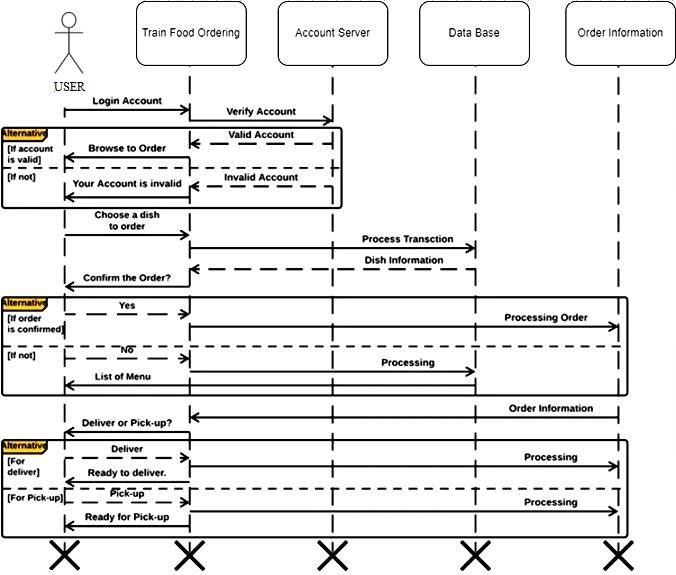 Train Food Ordering
Account Server
Data Base
Order Information
USER
Login Account
Verify Account
Alternative
Valid Account
[If account
is valid]
Browse to Order
[If not]
Invalid Account
Your Account is invalid
Choose a dish
to order
Process Transction
Dish Information
Confirm the Order?
Alternative
Yes
[If order
is confirmed]
Processing Order
[If not]
No
Processing
List of Menu
Order Information
Deliver or Pick-up?
Alternative
Deliver
[For
deliver]
Processing
Ready to deliver.
[For Pick-up]
Pick-up
Processing
Ready for Pick-up